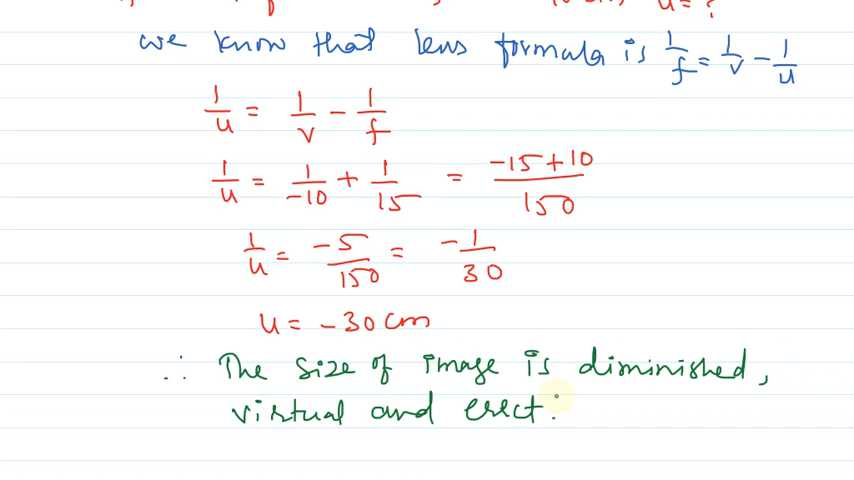 u = ?
We know that lens formula is 1/f = 1/v - 1/u
1/u = 1/v - 1/f
1/u = 1/-10 + 1/15 = -15+10/150
1/u = -5/150 = -1/30
u = -30 cm
∴ The size of image is diminished,
virtual and erect.